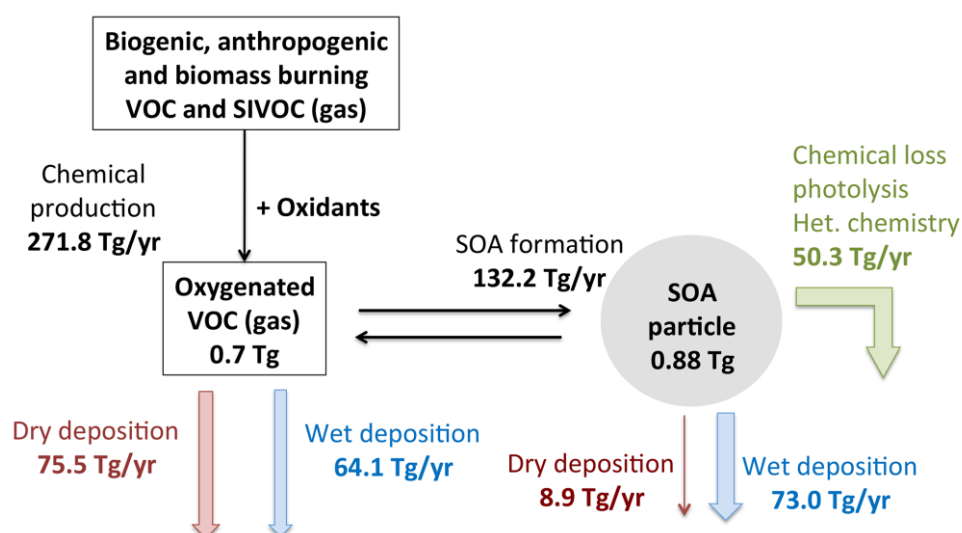 Biogenic, anthropogenic
and biomass burning
VOC and SIVOC (gas)
Chemical
production
271.8 Tg/yr
+ Oxidants
Chemical loss
photolysis
Het. chemistry
50.3 Tg/yr
SOA formation
132.2 Tg/yr
Oxygenated
VOC (gas)
0.7 Tg
SOA
particle
0.88 Tg
Dry deposition
75.5 Tg/yr
Wet deposition
64.1 Tg/yr
Dry deposition
8.9 Tg/yr
Wet deposition
73.0 Tg/yr